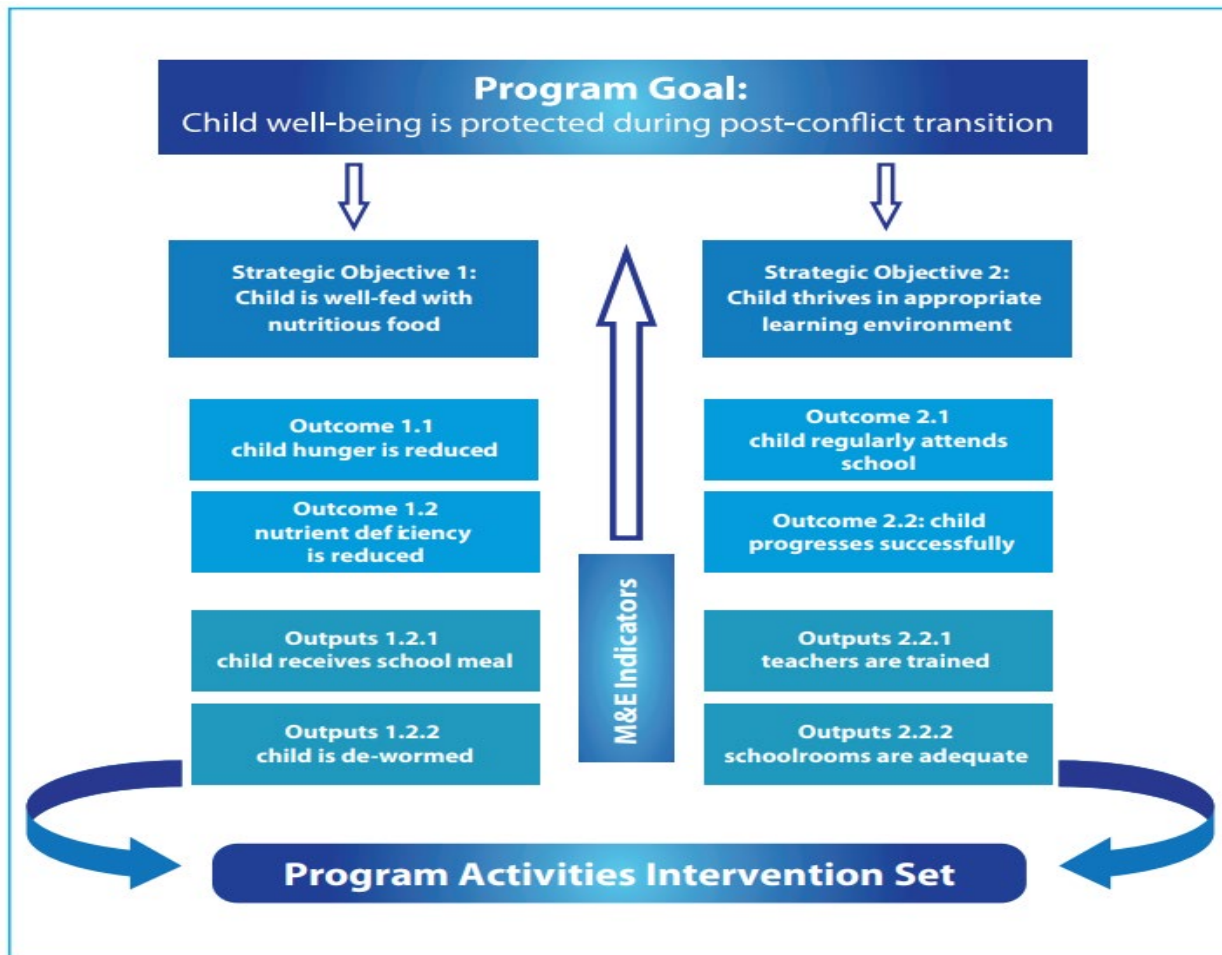 Program Goal:
Child well-being is protected during post-conflict transition
Strategic Objective 1:
Child is well-fed with
nutritious food
Strategic Objective 2:
Child thrives in appropriate
learning environment
Outcome 1.1
child hunger is reduced
Outcome 1.2
nutrient deficiency
is reduced
Outcome 2.1
child regularly attends
school
Outcome 2.2: child
progresses successfully
M&E Indicators
Outputs 1.2.1
child receives school meal
Outputs 1.2.2
child is de-wormed
Outputs 2.2.1
teachers are trained
Outputs 2.2.2
schoolrooms are adequate
Program Activities Intervention Set